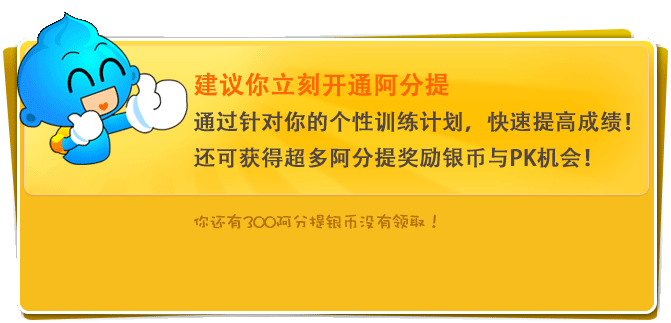 建议你立刻开通阿分提
通过针对你的个性训练计划，快速提高成绩！
还可获得超多阿分提奖励银币与PK机会！
你还有300阿分提银币没有领取！